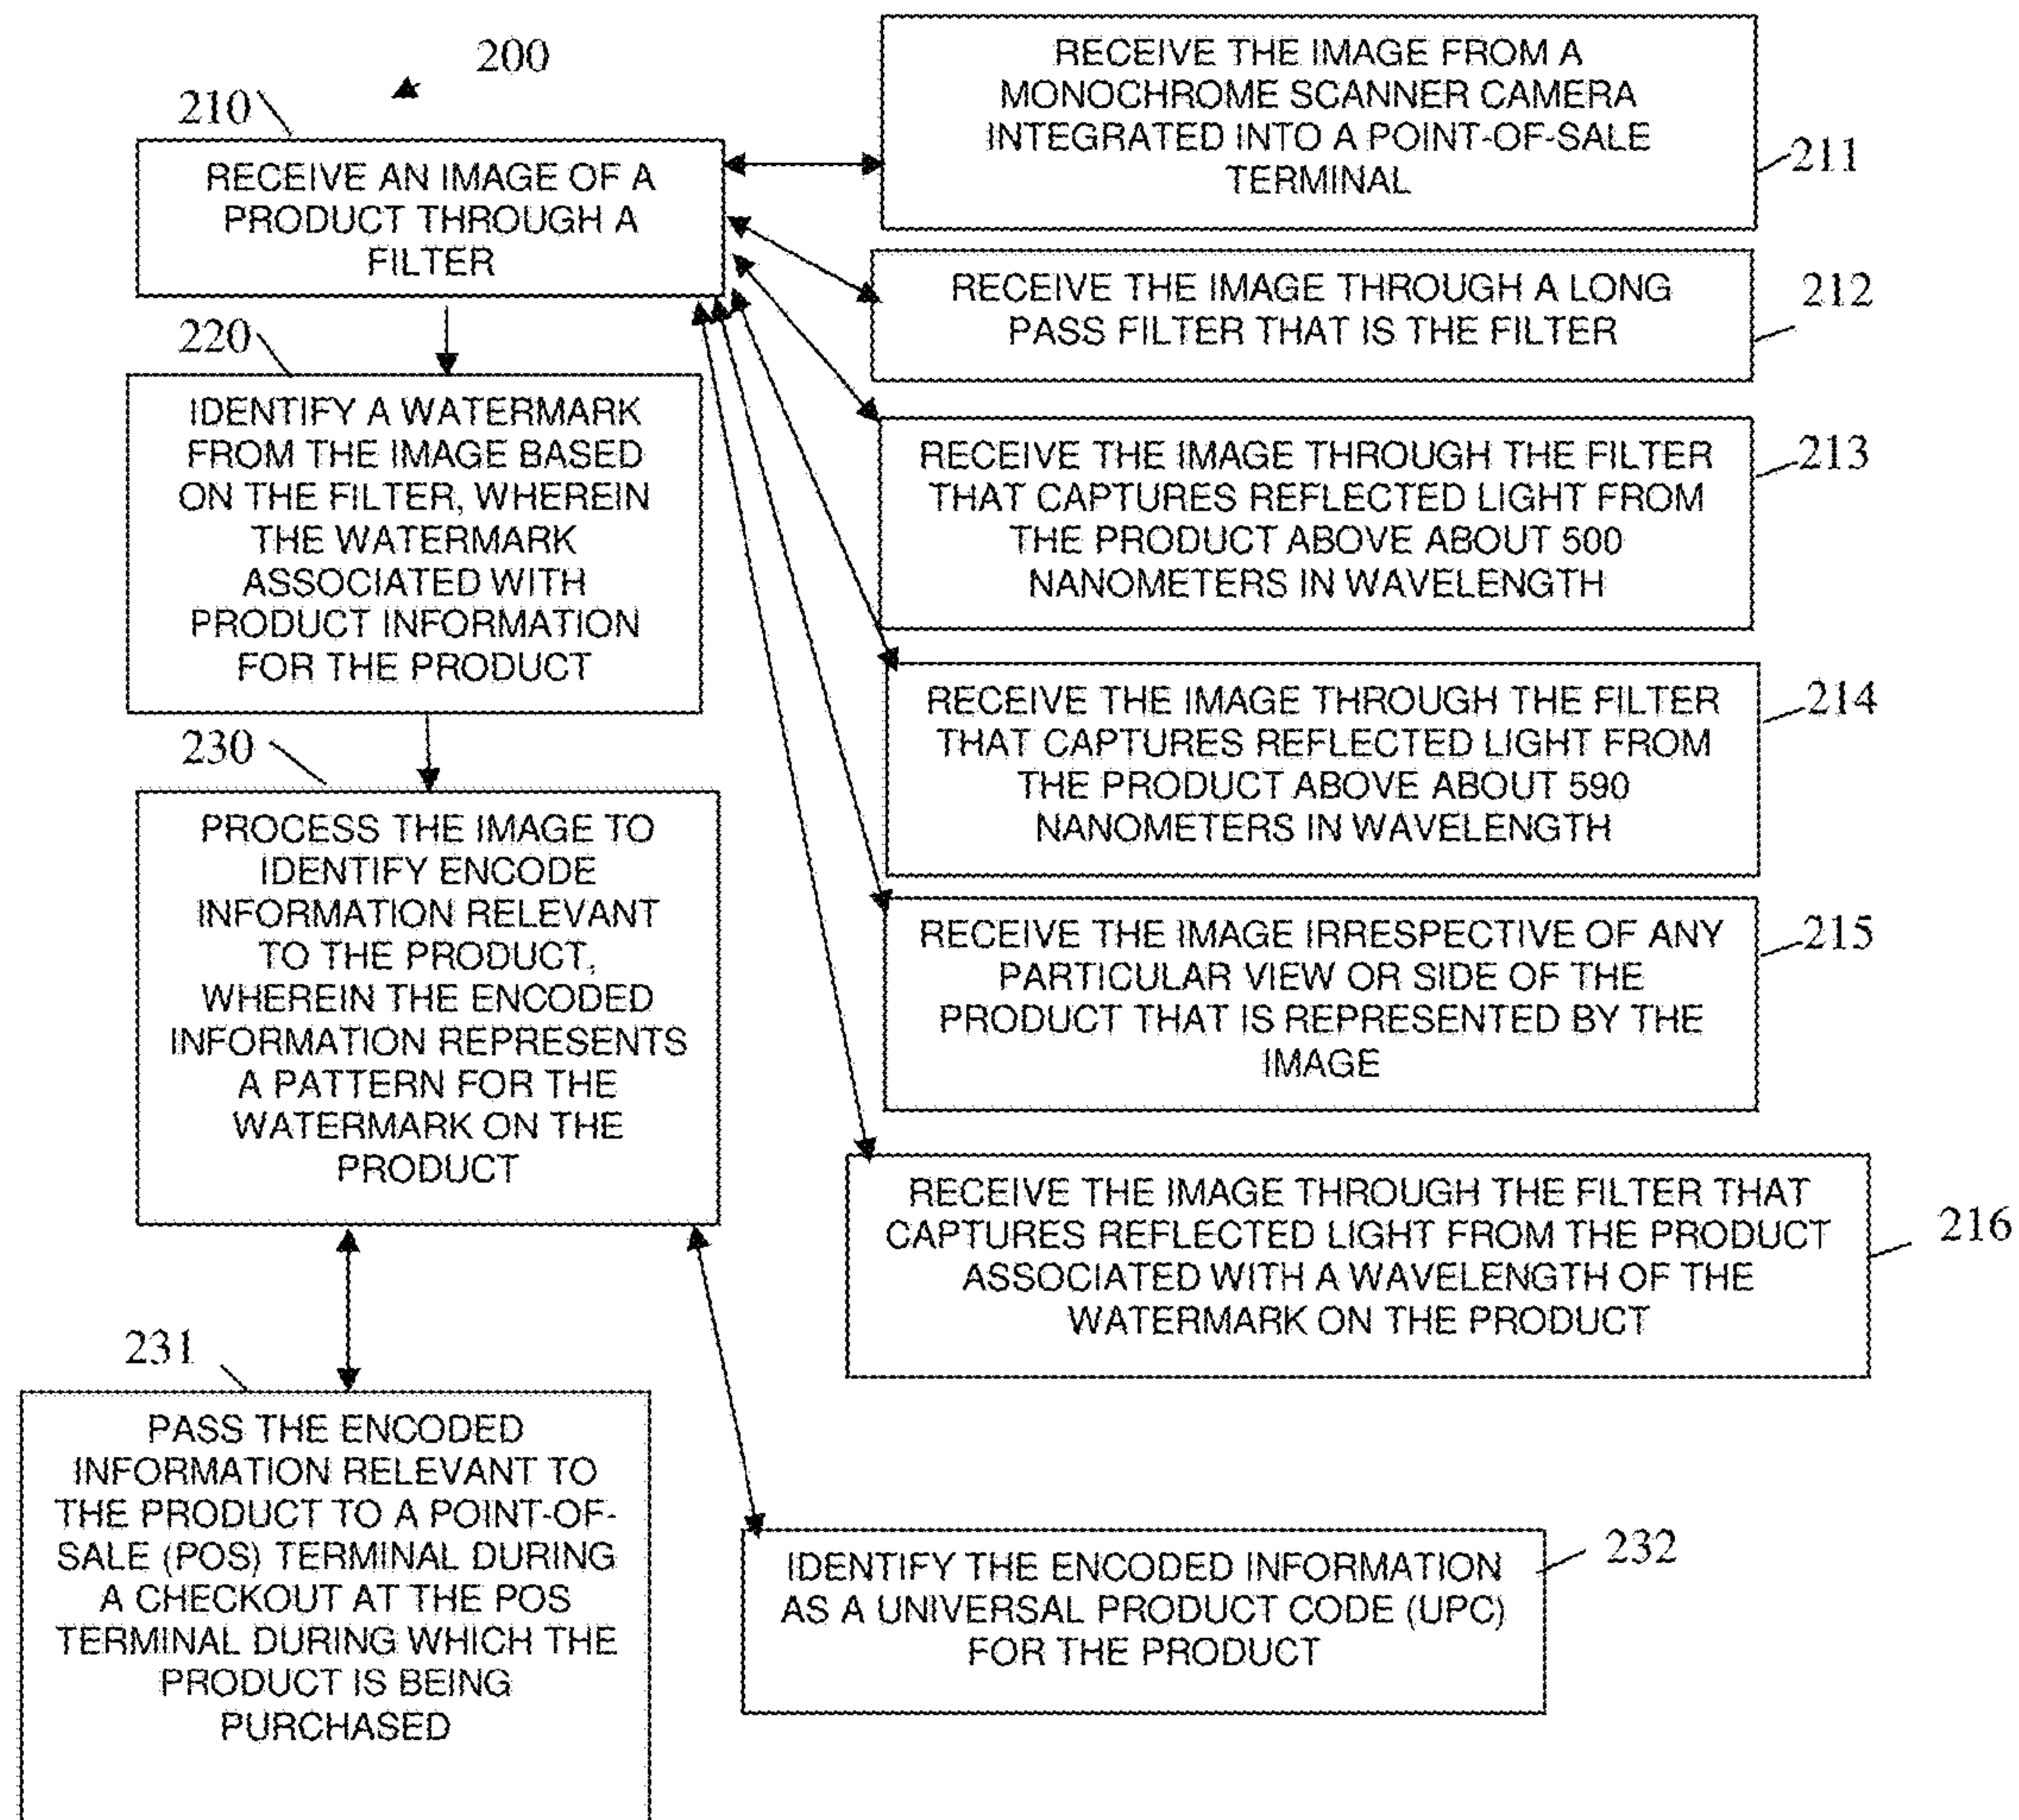 200
210
RECEIVE AN IMAGE OF A
PRODUCT THROUGH A
FILTER
220
IDENTIFY A WATERMARK
FROM THE IMAGE BASED
ON THE FILTER, WHEREIN
THE WATERMARK
ASSOCIATED WITH
PRODUCT INFORMATION
FOR THE PRODUCT
230
PROCESS THE IMAGE TO
IDENTIFY ENCODE
INFORMATION RELEVANT
TO THE PRODUCT,
WHEREIN THE ENCODED
INFORMATION REPRESENTS
A PATTERN FOR THE
WATERMARK ON THE
PRODUCT
231
PASS THE ENCODED
INFORMATION RELEVANT TO
THE PRODUCT TO A POINT-OF-
SALE (POS) TERMINAL DURING
A CHECKOUT AT THE POS
TERMINAL DURING WHICH THE
PRODUCT IS BEING
PURCHASED
RECEIVE THE IMAGE FROM A
MONOCHROME SCANNER CAMERA
INTEGRATED INTO A POINT-OF-SALE
TERMINAL
211
RECEIVE THE IMAGE THROUGH A LONG
PASS FILTER THAT IS THE FILTER
212
RECEIVE THE IMAGE THROUGH THE FILTER
THAT CAPTURES REFLECTED LIGHT FROM
THE PRODUCT ABOVE ABOUT 500
NANOMETERS IN WAVELENGTH
213
RECEIVE THE IMAGE THROUGH THE FILTER
THAT CAPTURES REFLECTED LIGHT FROM
THE PRODUCT ABOVE ABOUT 590
NANOMETERS IN WAVELENGTH
214
RECEIVE THE IMAGE IRRESPECTIVE OF ANY
PARTICULAR VIEW OR SIDE OF THE
PRODUCT THAT IS REPRESENTED BY THE
IMAGE
215
RECEIVE THE IMAGE THROUGH THE FILTER THAT
CAPTURES REFLECTED LIGHT FROM THE PRODUCT
ASSOCIATED WITH A WAVELENGTH OF THE
WATERMARK ON THE PRODUCT
216
IDENTIFY THE ENCODED INFORMATION
AS A UNIVERSAL PRODUCT CODE (UPC)
FOR THE PRODUCT
232